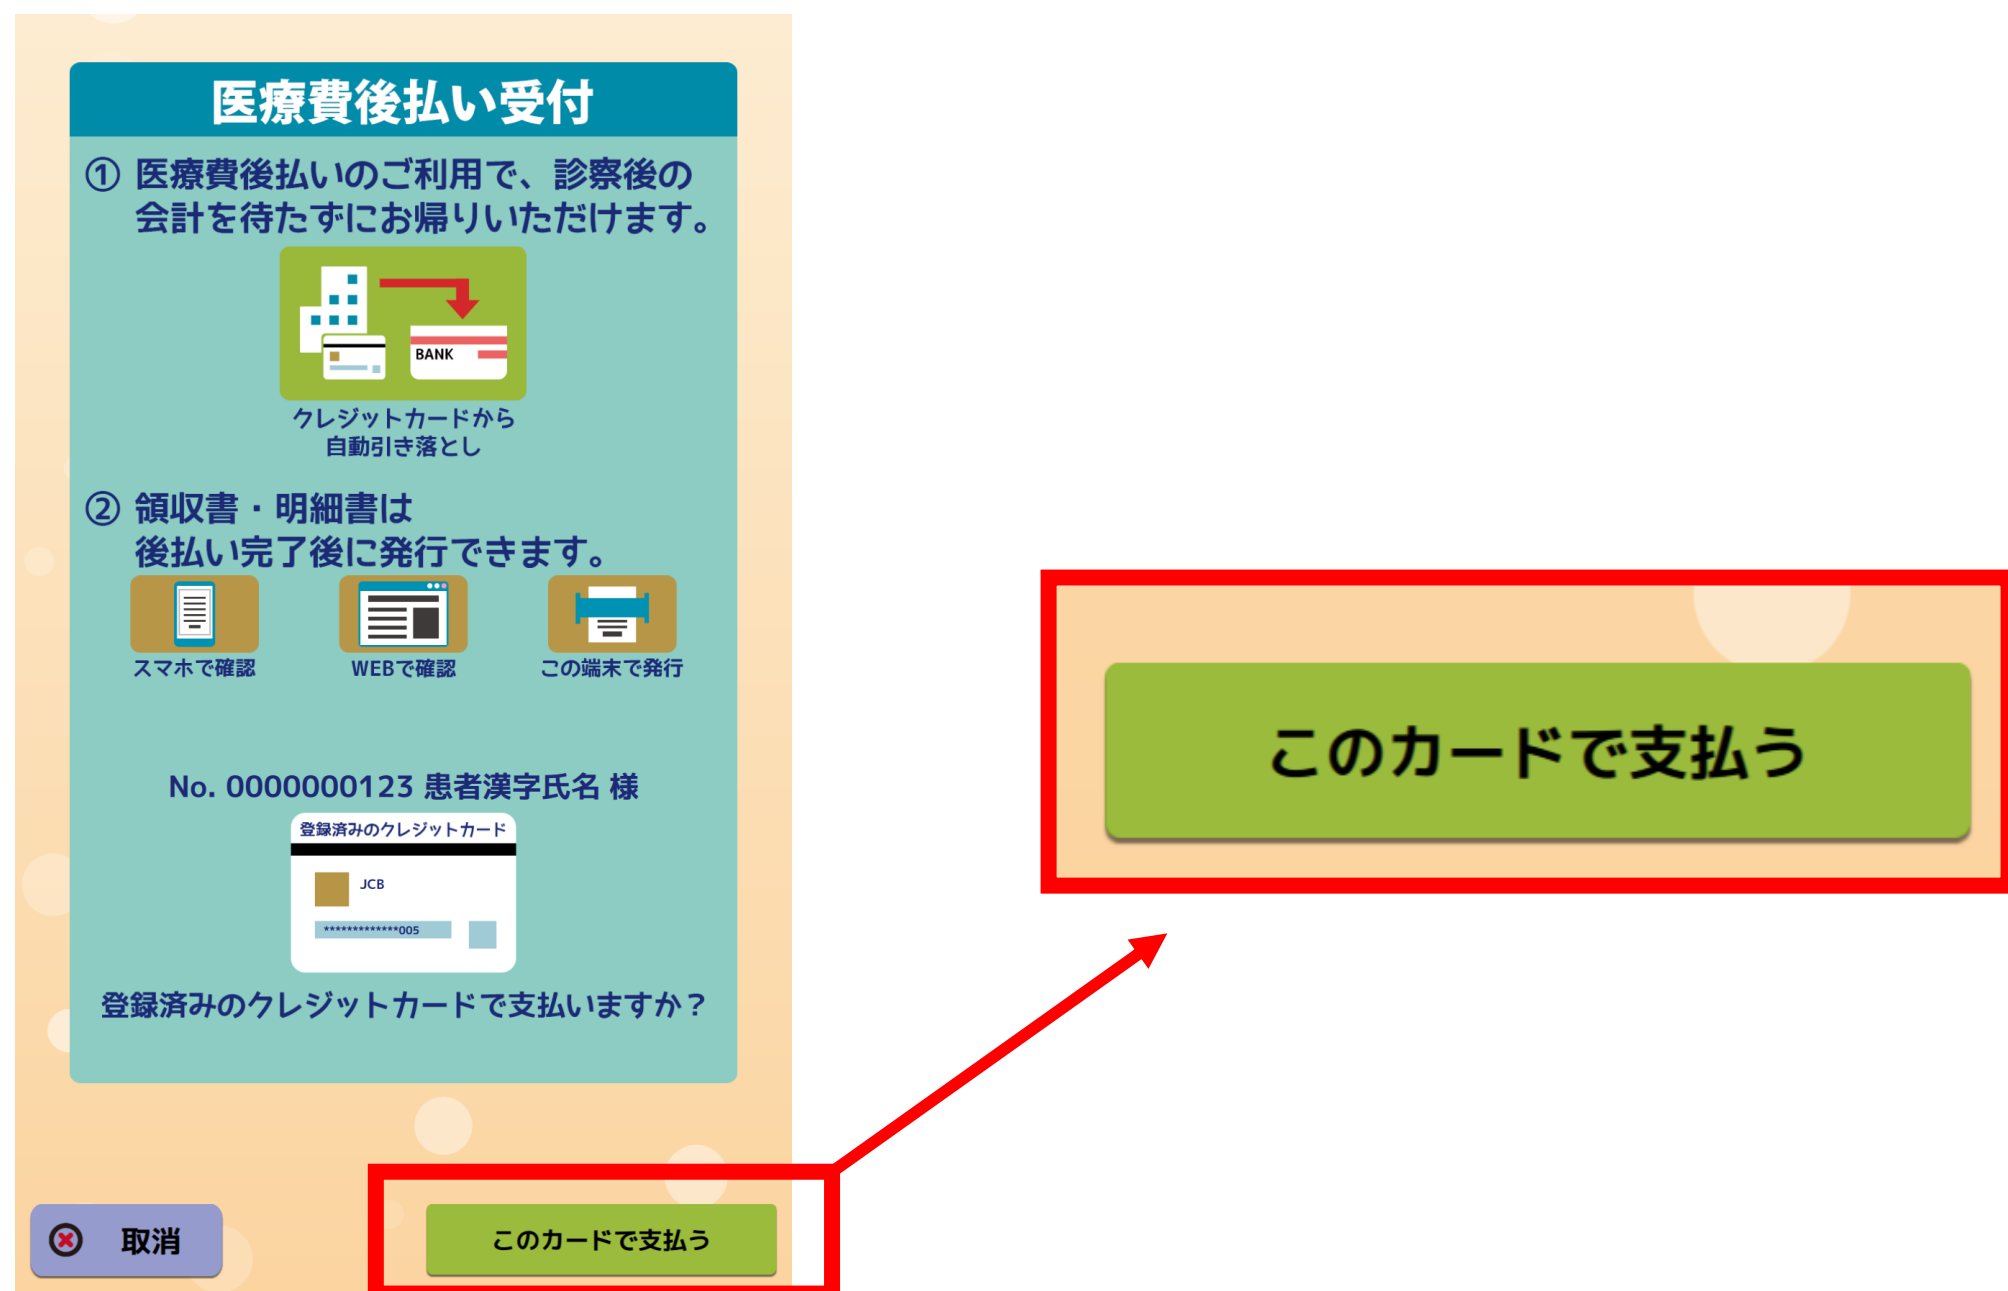 医療費後払い受付
① 医療費後払いのご利用で、診察後の
会計を待たずにお帰りいただけます。
BANK
クレジットカードから
自動引き落とし
② 領収書・明細書は
後払い完了後に発行できます。
スマホで確認
WEBで確認
この端末で発行
No. 0000000123 患者漢字氏名 様
登録済みのクレジットカード
JCB
*************005
登録済みのクレジットカードで支払いますか？
取消
このカードで支払う
このカードで支払う